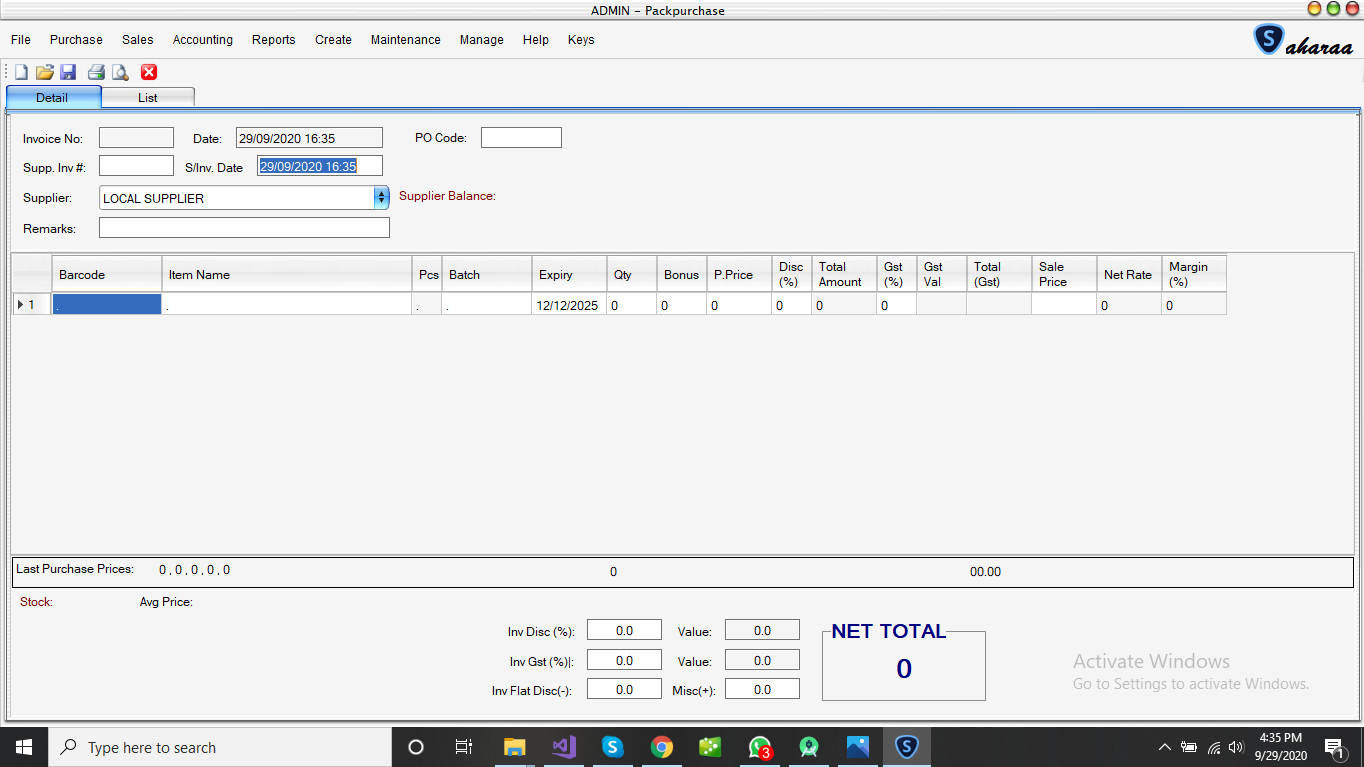 ADMIN - Packpurchase
File Purchase Sales Accounting Reports Create Maintenance Manage Help Keys
S aharaa
Detail List
Invoice No: Date: 29/09/2020 16:35 PO Code:
Supp. Inv #: S/Inv. Date 29/09/2020 16:35
Supplier: LOCAL SUPPLIER Supplier Balance:
Remarks:
Barcode Item Name Pcs Batch Expiry Qty Bonus P.Price Disc (%) Total Amount Gst (%) Gst Val Total (Gst) Sale Price Net Rate Margin (%)
1 . . . . 12/12/2025 0 0 0 0 0 0 0 0
Last Purchase Prices: 0 , 0 , 0 , 0 , 0 0 00.00
Stock: Avg Price:
Inv Disc (%): 0.0 Value: 0.0
Inv Gst (%)|: 0.0 Value: 0.0
Inv Flat Disc(-): 0.0 Misc(+): 0.0
NET TOTAL
0
Activate Windows
Go to Settings to activate Windows.
Type here to search
S
3
S
4:35 PM
9/29/2020
1